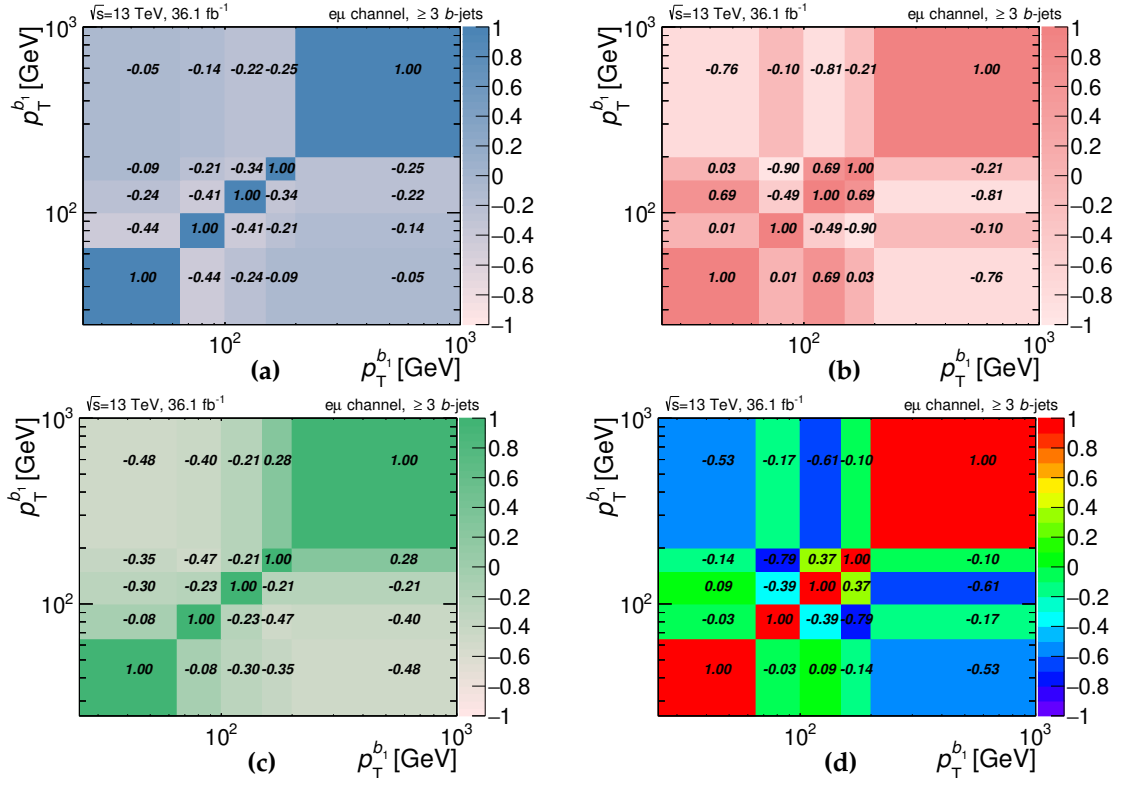 √s=13 TeV, 36.1 fb⁻¹ eμ channel, ≥ 3 b-jets
p_T^{b_1} [GeV]
10³
10²
-0.05 -0.14 -0.22 -0.25 1.00
-0.09 -0.21 -0.34 1.00 -0.25
-0.24 -0.41 1.00 -0.34 -0.22
-0.44 1.00 -0.41 -0.21 -0.14
1.00 -0.44 -0.24 -0.09 -0.05
1
0.8
0.6
0.4
0.2
0
−0.2
−0.4
−0.6
−0.8
−1
10² 10³
(a) p_T^{b_1} [GeV]
√s=13 TeV, 36.1 fb⁻¹ eμ channel, ≥ 3 b-jets
p_T^{b_1} [GeV]
10³
10²
-0.76 -0.10 -0.81 -0.21 1.00
0.03 -0.90 0.69 1.00 -0.21
0.69 -0.49 1.00 0.69 -0.81
0.01 1.00 -0.49 -0.90 -0.10
1.00 0.01 0.69 0.03 -0.76
1
0.8
0.6
0.4
0.2
0
−0.2
−0.4
−0.6
−0.8
−1
10² 10³
(b) p_T^{b_1} [GeV]
√s=13 TeV, 36.1 fb⁻¹ eμ channel, ≥ 3 b-jets
p_T^{b_1} [GeV]
10³
10²
-0.48 -0.40 -0.21 0.28 1.00
-0.35 -0.47 -0.21 1.00 0.28
-0.30 -0.23 1.00 -0.21 -0.21
-0.08 1.00 -0.23 -0.47 -0.40
1.00 -0.08 -0.30 -0.35 -0.48
1
0.8
0.6
0.4
0.2
0
−0.2
−0.4
−0.6
−0.8
−1
10² 10³
(c) p_T^{b_1} [GeV]
√s=13 TeV, 36.1 fb⁻¹ eμ channel, ≥ 3 b-jets
p_T^{b_1} [GeV]
10³
10²
-0.53 -0.17 -0.61 -0.10 1.00
-0.14 -0.79 0.37 1.00 -0.10
0.09 -0.39 1.00 0.37 -0.61
-0.03 1.00 -0.39 -0.79 -0.17
1.00 -0.03 0.09 -0.14 -0.53
1
0.8
0.6
0.4
0.2
0
−0.2
−0.4
−0.6
−0.8
−1
10² 10³
(d) p_T^{b_1} [GeV]